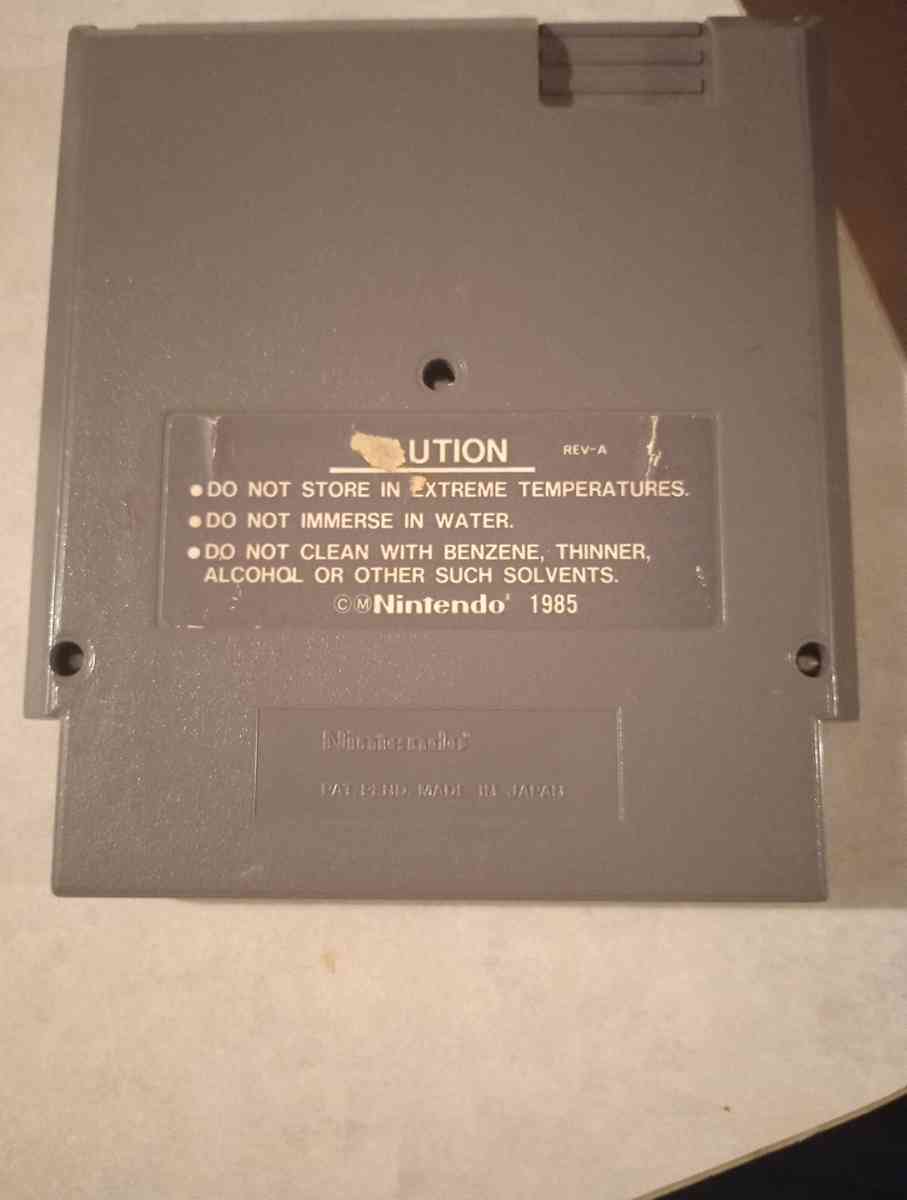 UTION REV-A
●DO NOT STORE IN EXTREME TEMPERATURES.
●DO NOT IMMERSE IN WATER.
●DO NOT CLEAN WITH BENZENE, THINNER,
ALCOHOL OR OTHER SUCH SOLVENTS.
ⒸⓂNintendo® 1985
Nintendo®
PAT. PEND. MADE IN JAPAN